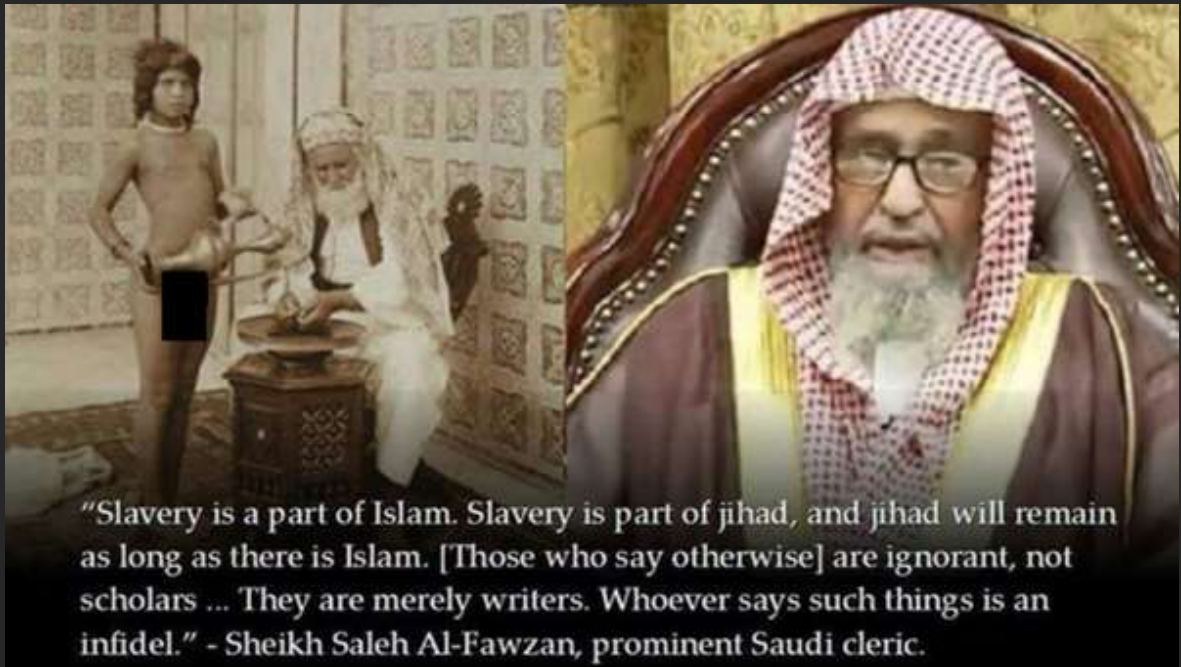 “Slavery is a part of Islam. Slavery is part of jihad, and jihad will remain
as long as there is Islam. [Those who say otherwise] are ignorant, not
scholars ... They are merely writers. Whoever says such things is an
infidel.” - Sheikh Saleh Al-Fawzan, prominent Saudi cleric.